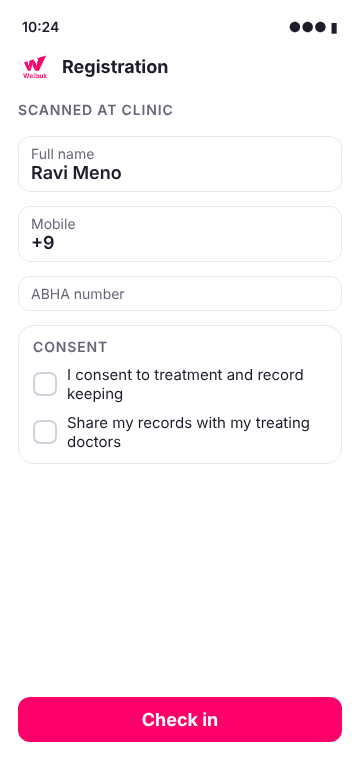 10:24
Welbuk
Registration
SCANNED AT CLINIC
Full name
Ravi Meno
Mobile
+9
ABHA number
CONSENT
I consent to treatment and record
keeping
Share my records with my treating
doctors
Check in